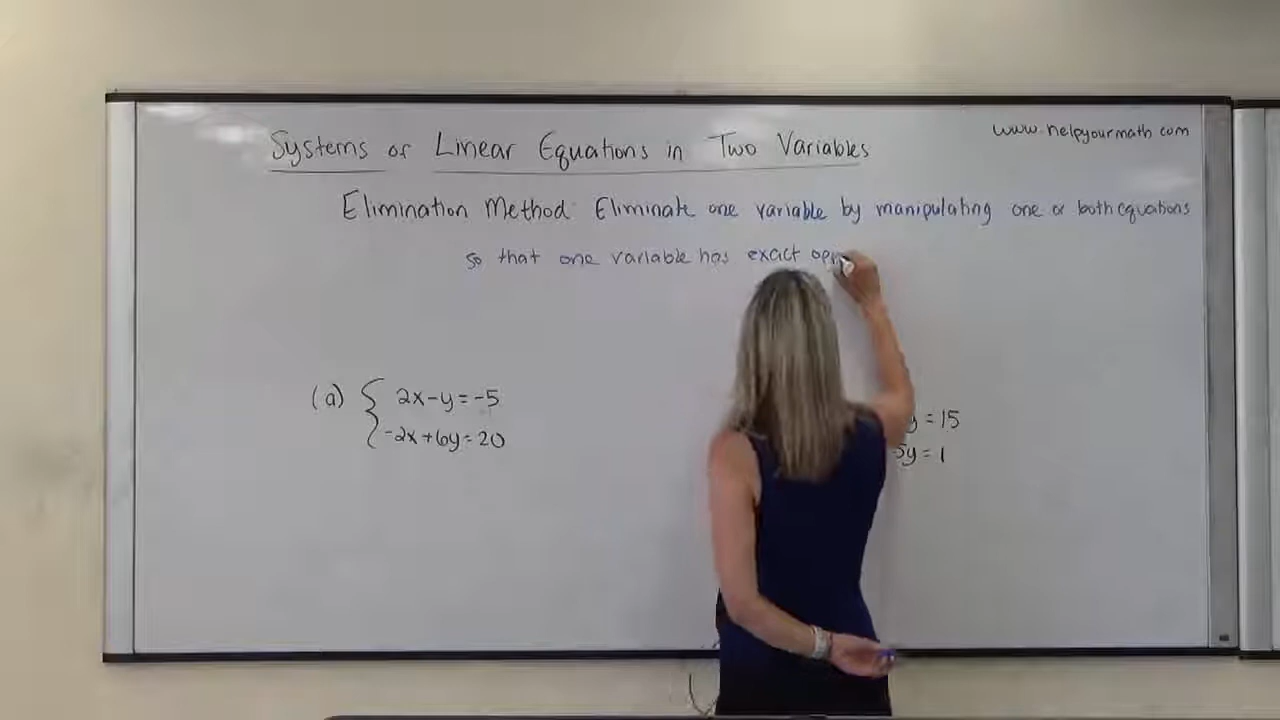 www.helpyourmath.com
Systems of Linear Equations in Two Variables
Elimination Method: Eliminate one variable by manipulating one or both equations
so that one variable has exact opp
(a) { 2x-y=-5
-2x+6y=20
y=15
5y=1